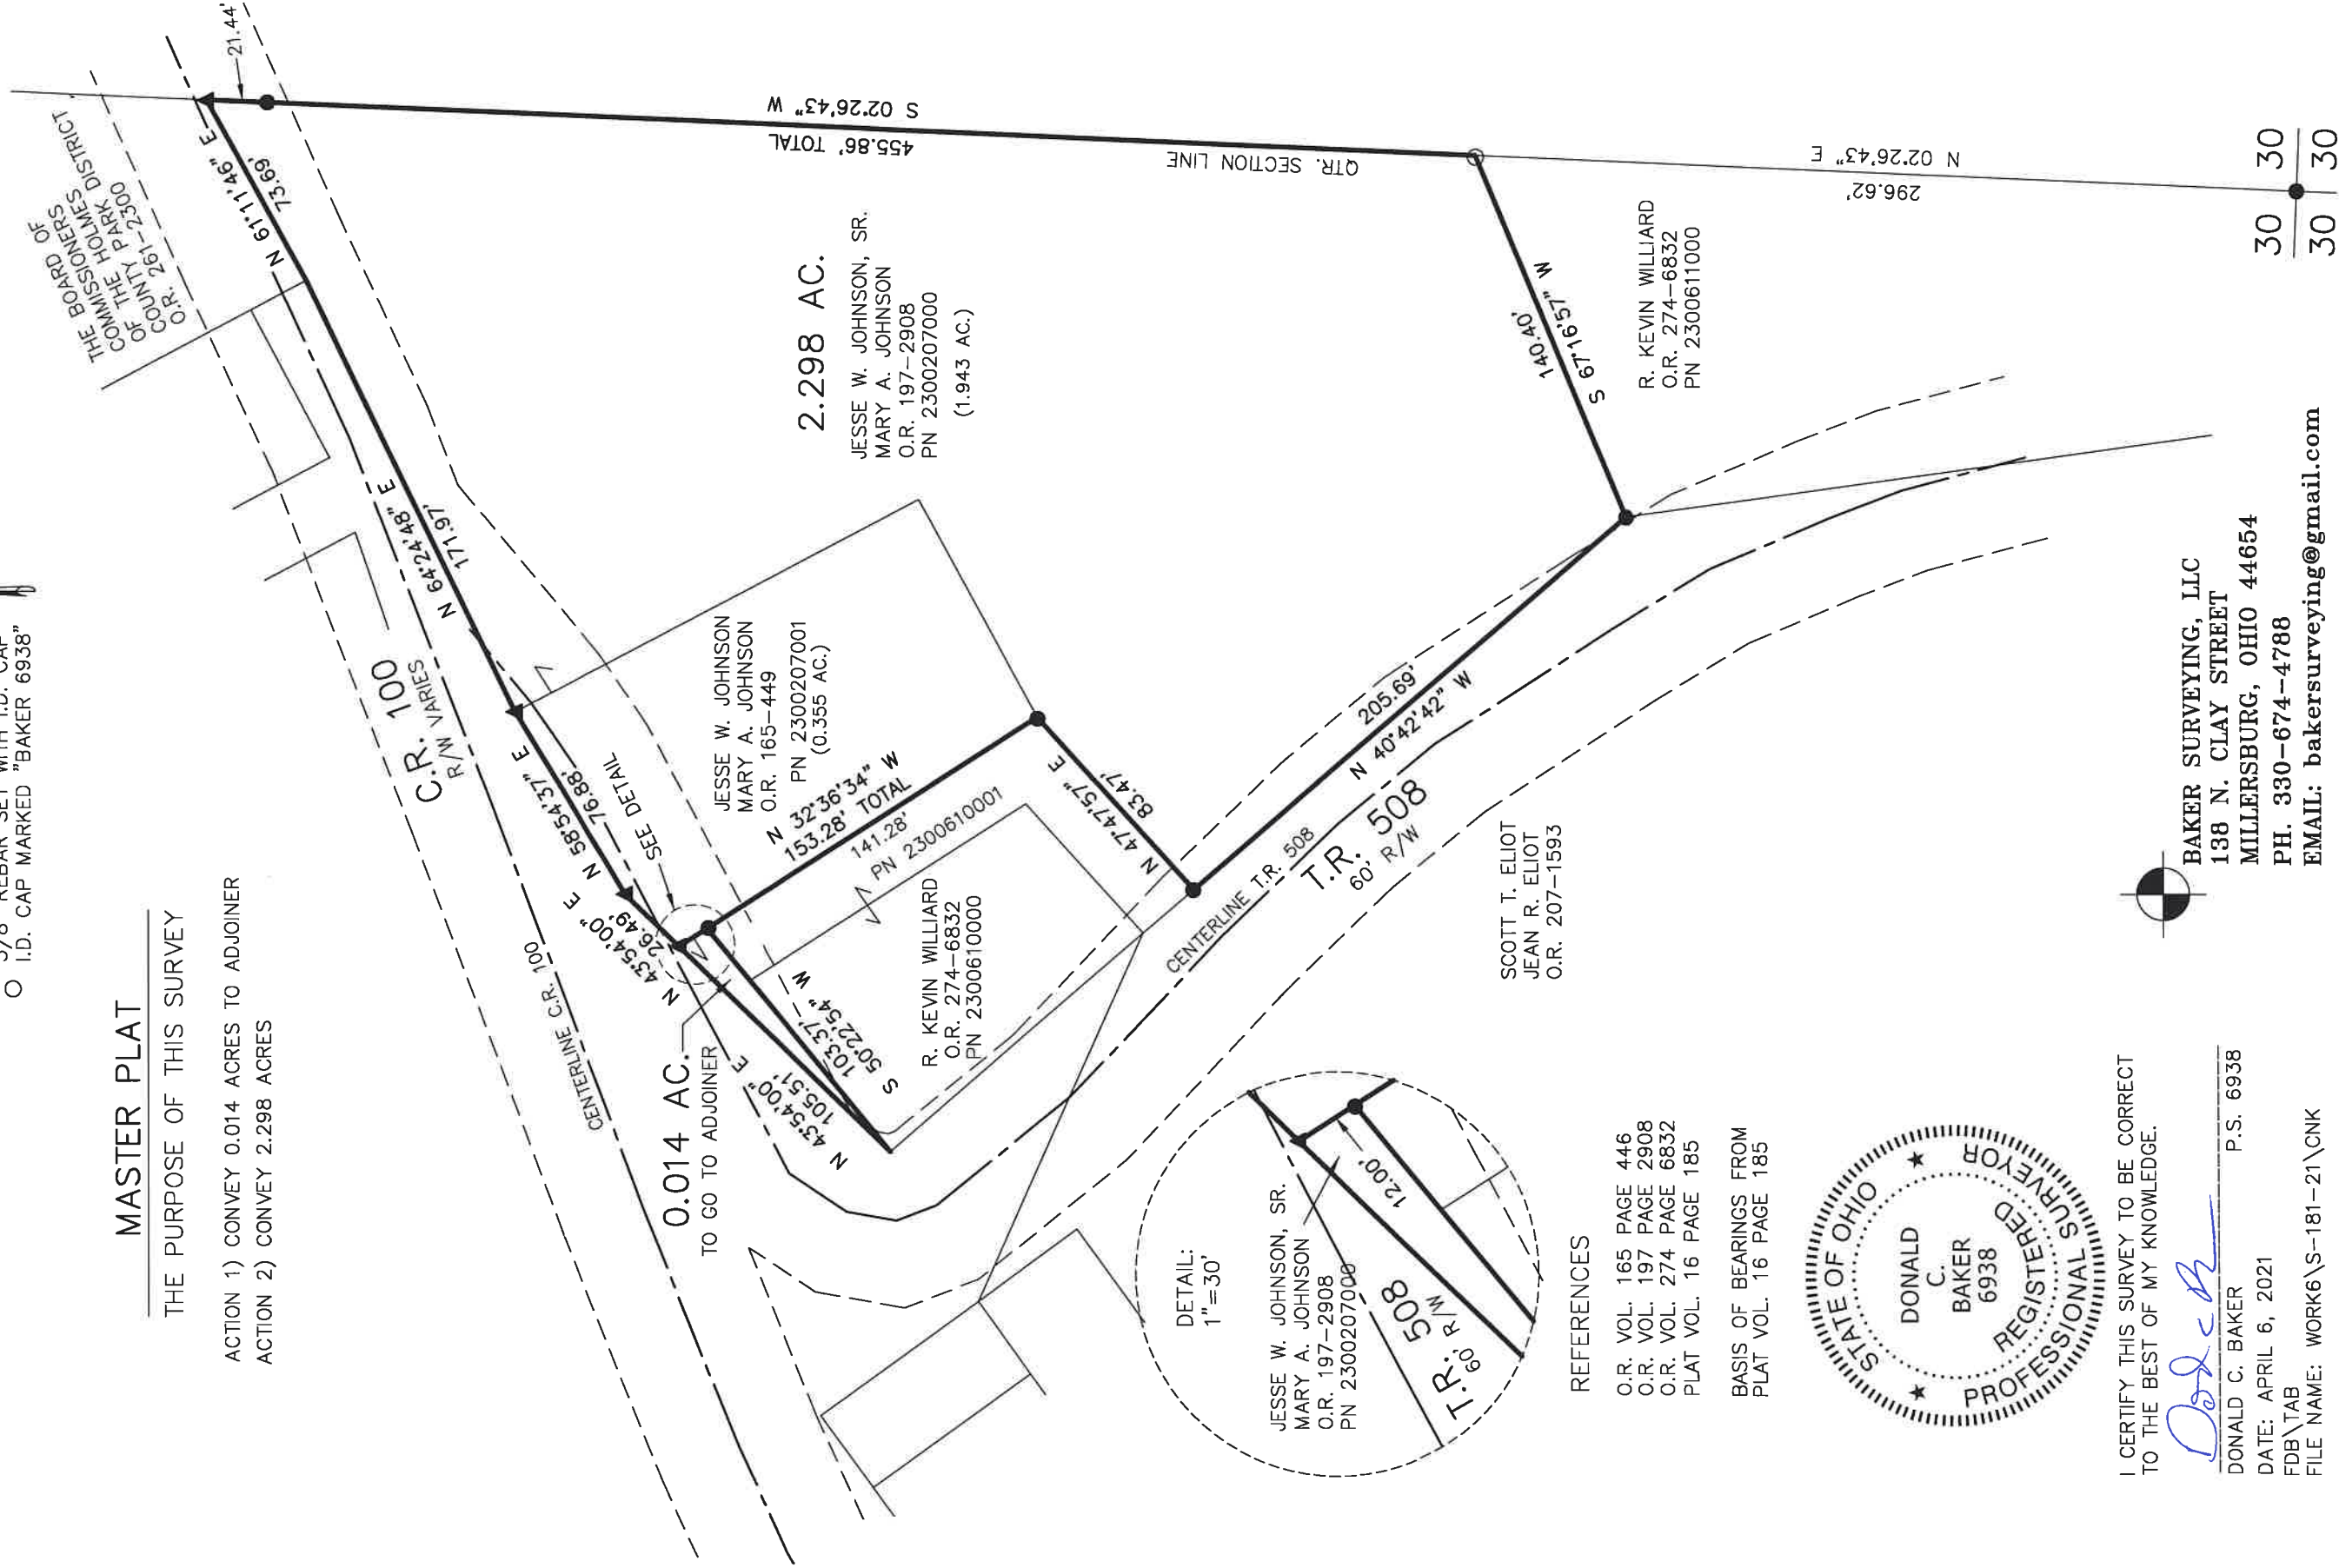 5/8" REBAR SET WITH I.D. CAP
I.D. CAP MARKED "BAKER 6938"
MASTER PLAT
THE PURPOSE OF THIS SURVEY
ACTION 1) CONVEY 0.014 ACRES TO ADJOINER
ACTION 2) CONVEY 2.298 ACRES
THE BOARD OF
COMMISSIONERS
OF THE HOLMES
COUNTY PARK DISTRICT
O.R. 261-2300
21.44'
N 61°11'46" E
73.69'
S 02°26'43" W
455.86' TOTAL
QTR. SECTION LINE
N 02°26'43" E
296.62'
30 30
30 30
C.R. 100
R/W VARIES
N 64°24'48" E
171.97'
2.298 AC.
JESSE W. JOHNSON, SR.
MARY A. JOHNSON
O.R. 197-2908
PN 2300207000
(1.943 AC.)
140.40'
S 67°16'57" W
R. KEVIN WILLIARD
O.R. 274-6832
PN 2300611000
N 58°54'37" E
76.88'
SEE DETAIL
JESSE W. JOHNSON
MARY A. JOHNSON
O.R. 165-449
PN 2300207001
(0.355 AC.)
N 32°36'34" W
153.28' TOTAL
141.28'
PN 2300610001
N 47°47'57" E
83.47'
205.69'
N 40°42'42" W
CENTERLINE T.R. 508
T.R. 508
60' R/W
CENTERLINE C.R. 100
N 43°54'00" E
26.49'
0.014 AC.
TO GO TO ADJOINER
S 50°22'54" W
103.37'
N 43°54'00" E
105.51'
R. KEVIN WILLIARD
O.R. 274-6832
PN 2300610000
SCOTT T. ELIOT
JEAN R. ELIOT
O.R. 207-1593
DETAIL:
1"=30'
JESSE W. JOHNSON, SR.
MARY A. JOHNSON
O.R. 197-2908
PN 2300207000
12.00'
T.R. 508
60' R/W
REFERENCES
O.R. VOL. 165 PAGE 446
O.R. VOL. 197 PAGE 2908
O.R. VOL. 274 PAGE 6832
PLAT VOL. 16 PAGE 185
BASIS OF BEARINGS FROM
PLAT VOL. 16 PAGE 185
STATE OF OHIO
DONALD
C.
BAKER
6938
REGISTERED
PROFESSIONAL SURVEYOR
I CERTIFY THIS SURVEY TO BE CORRECT
TO THE BEST OF MY KNOWLEDGE.
DONALD C. BAKER P.S. 6938
DATE: APRIL 6, 2021
FDB\TAB
FILE NAME: WORK6\S-181-21\CNK
BAKER SURVEYING, LLC
138 N. CLAY STREET
MILLERSBURG, OHIO 44654
PH. 330-674-4788
EMAIL: bakersurveying@gmail.com